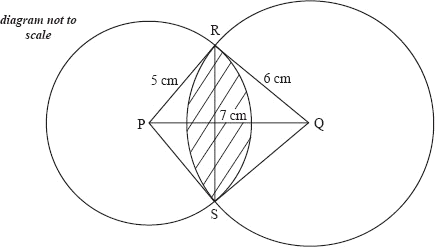 diagram not to
scale
R
5 cm
6 cm
P
7 cm
Q
S